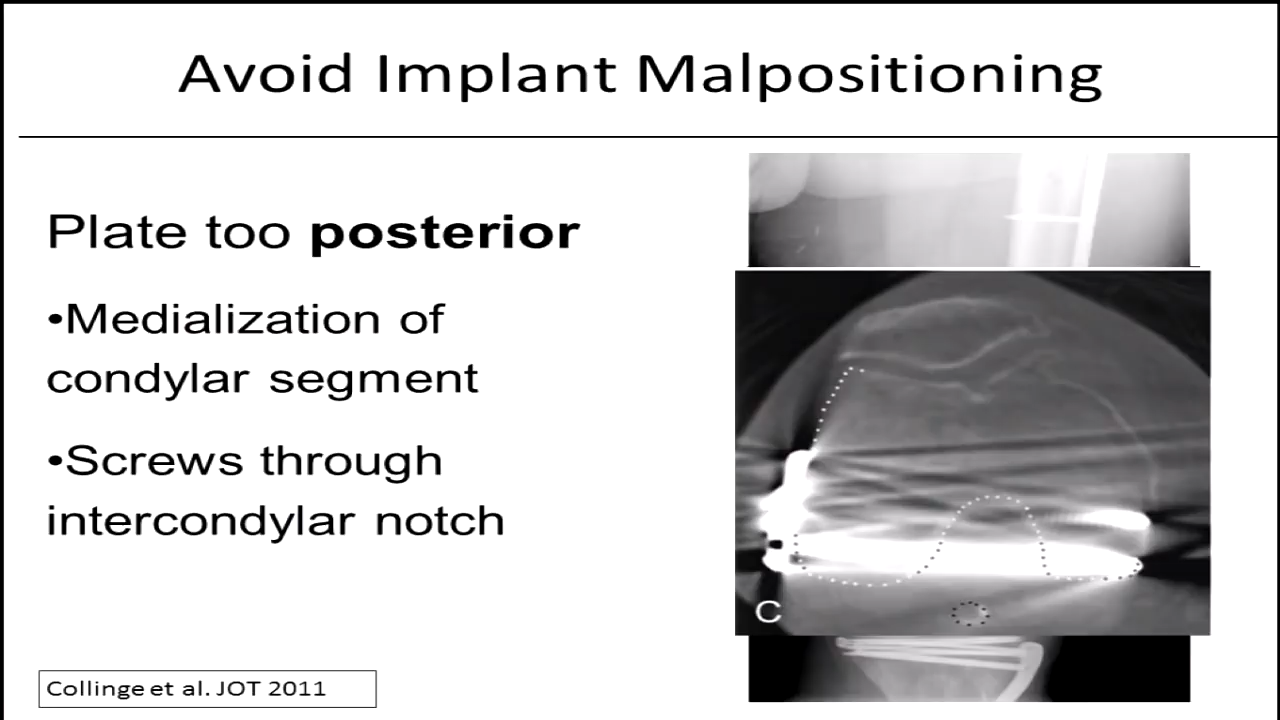 Avoid Implant Malpositioning
Plate too posterior
•Medialization of
condylar segment
•Screws through
intercondylar notch
C
Collinge et al. JOT 2011